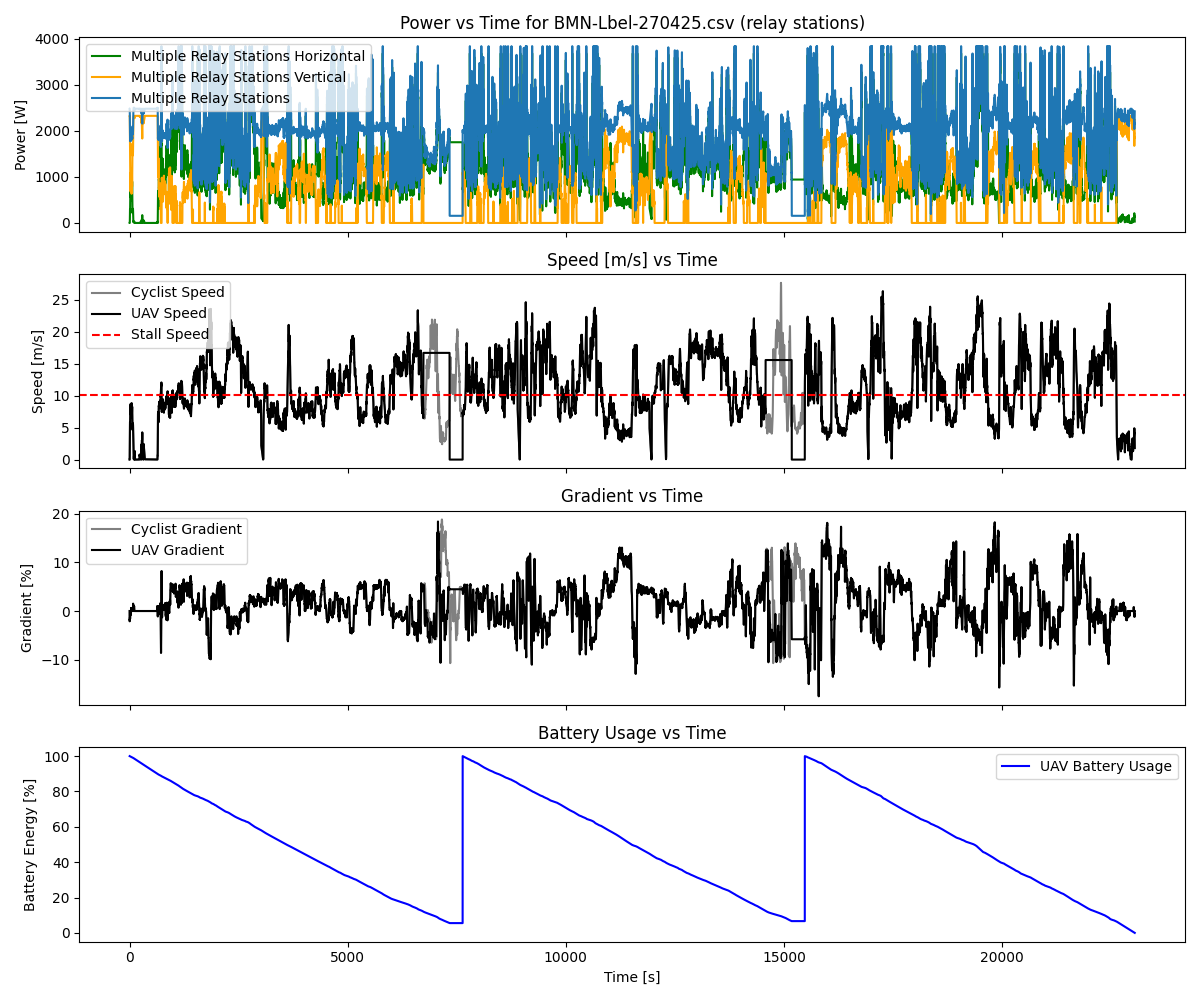 Power vs Time for BMN-Lbel-270425.csv (relay stations)
4000
3000
2000
1000
0
Power [W]
Multiple Relay Stations Horizontal
Multiple Relay Stations Vertical
Multiple Relay Stations
Speed [m/s] vs Time
25
20
15
10
5
0
Speed [m/s]
Cyclist Speed
UAV Speed
Stall Speed
Gradient vs Time
20
10
0
−10
Gradient [%]
Cyclist Gradient
UAV Gradient
Battery Usage vs Time
100
80
60
40
20
0
Battery Energy [%]
UAV Battery Usage
0 5000 10000 15000 20000
Time [s]